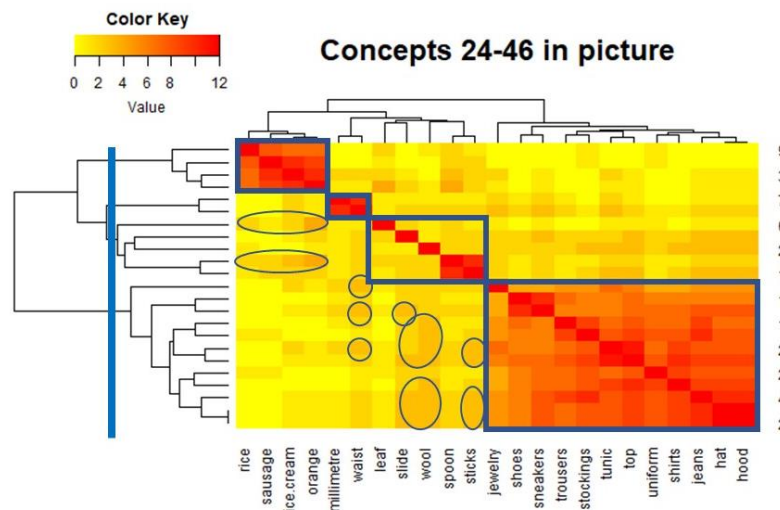 Color Key
0 2 4 6 8 12
Value
Concepts 24-46 in picture
rice
sausage
ice.cream
orange
millimetre
waist
leaf
slide
wool
spoon
sticks
jewelry
shoes
sneakers
trousers
stockings
tunic
top
uniform
shirts
jeans
hat
hood